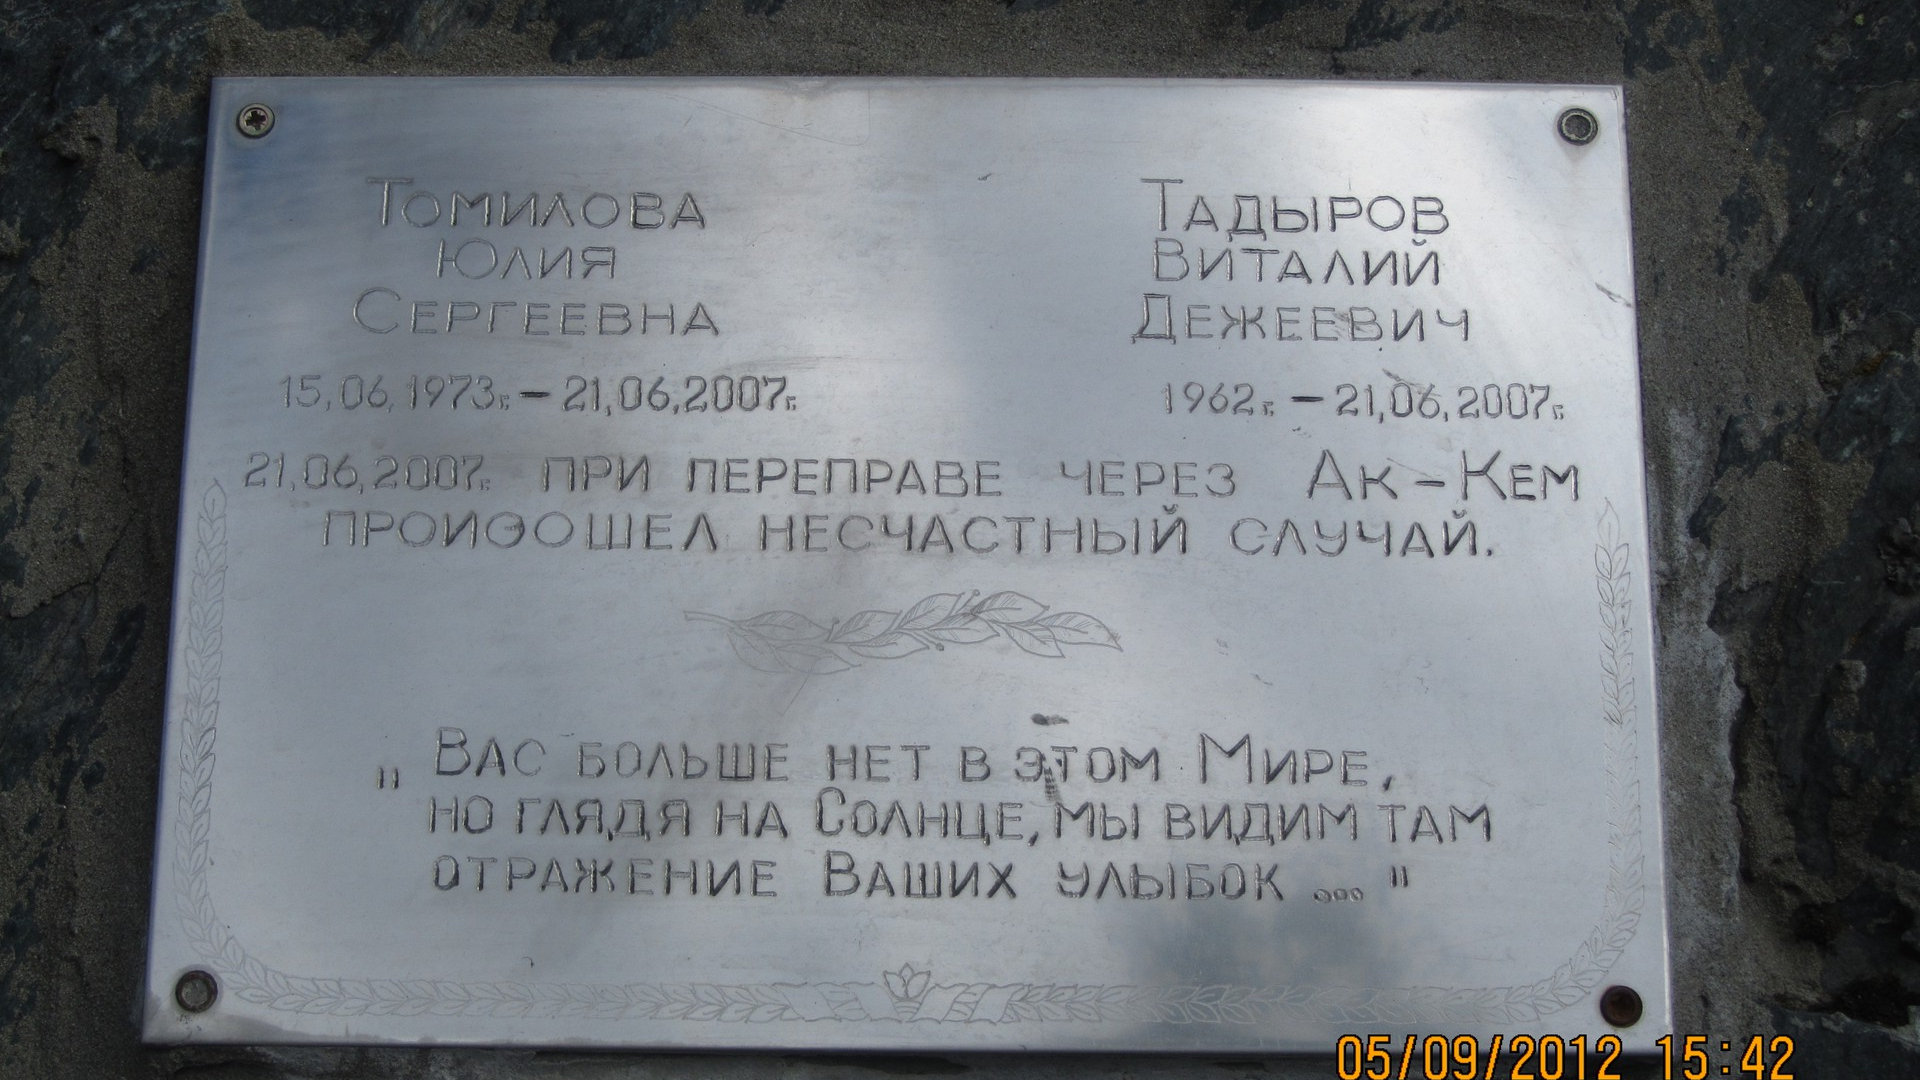 Томилова
Юлия
Сергеевна
15.06.1973г. – 21.06.2007г.
Тадыров
Виталий
Дежеевич
1962г. – 21.06.2007г.
21.06.2007г. при переправе через Ак-Кем
произошел несчастный случай.
„ Вас больше нет в этом Мире,
но глядя на Солнце, мы видим там
отражение Ваших улыбок ... "
05/09/2012 15:42